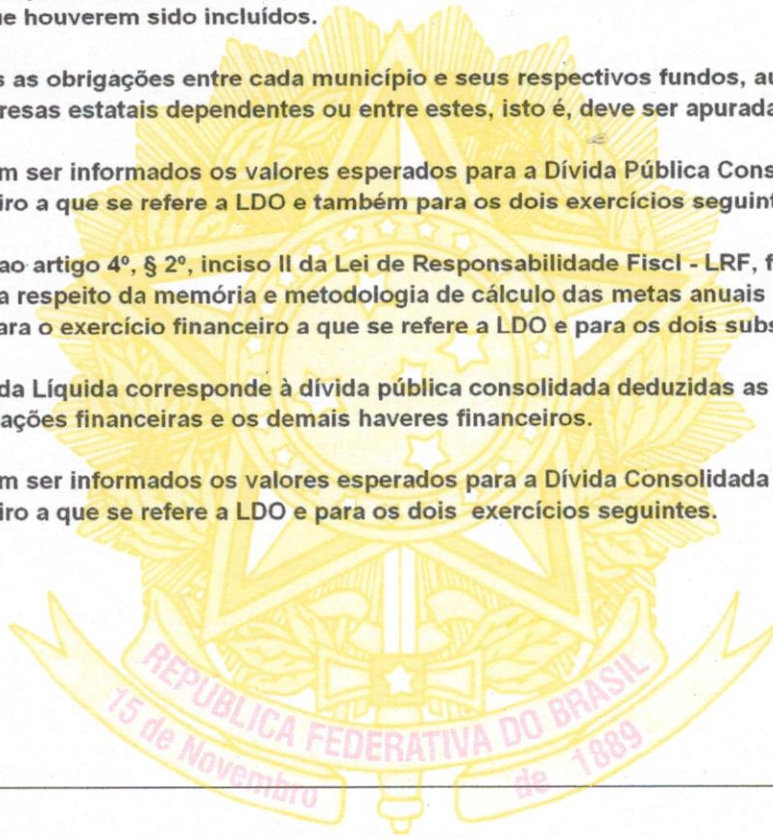 e houverem sido incluídos.
s as obrigações entre cada município e seus respectivos fundos, au
resas estatais dependentes ou entre estes, isto é, deve ser apurada
m ser informados os valores esperados para a Dívida Pública Cons
iro a que se refere a LDO e também para os dois exercícios seguint
ao artigo 4º, § 2º, inciso II da Lei de Responsabilidade Fiscl - LRF, f
a respeito da memória e metodologia de cálculo das metas anuais
ara o exercício financeiro a que se refere a LDO e para os dois subs
da Líquida corresponde à dívida pública consolidada deduzidas as
ações financeiras e os demais haveres financeiros.
m ser informados os valores esperados para a Dívida Consolidada
iro a que se refere a LDO e para os dois exercícios seguintes.
REPÚBLICA FEDERATIVA DO BRASIL
15 de Novembro de 1889